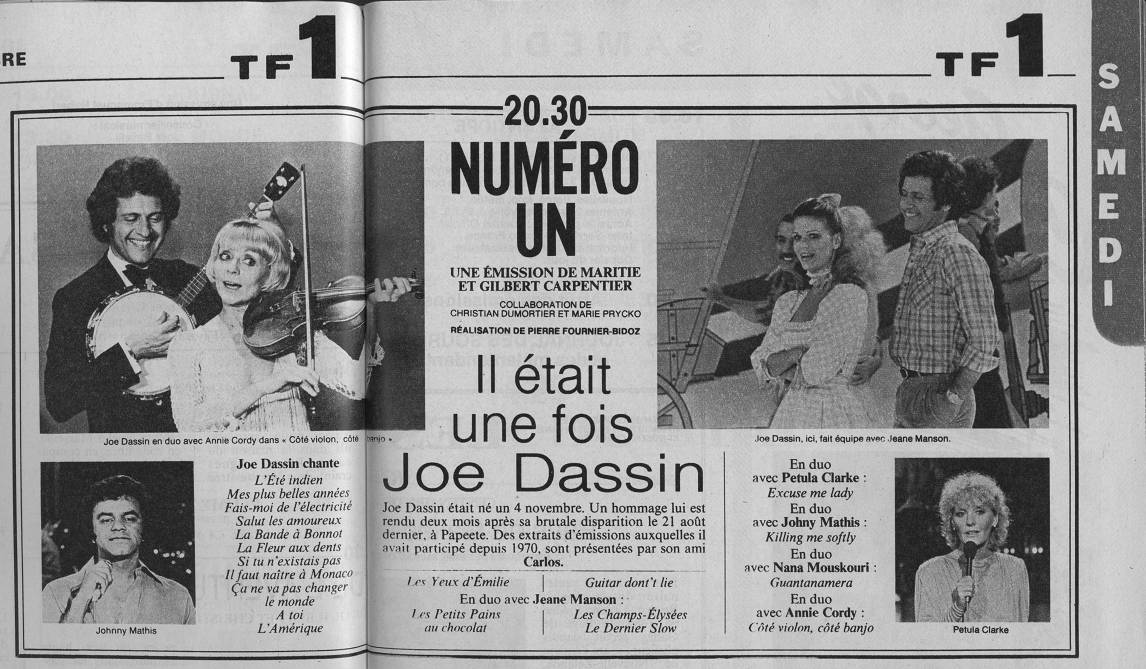 RE
TF1
TF1
SAMEDI
20.30
NUMÉRO
UN
UNE ÉMISSION DE MARITIE
ET GILBERT CARPENTIER
COLLABORATION DE
CHRISTIAN DUMORTIER ET MARIE PRYCKO
RÉALISATION DE PIERRE FOURNIER-BIDOZ
Il était
une fois
Joe Dassin
Joe Dassin en duo avec Annie Cordy dans « Côté violon, côté banjo »
Joe Dassin, ici, fait équipe avec Jeane Manson.
Johnny Mathis
Joe Dassin chante
L'Été indien
Mes plus belles années
Fais-moi de l'électricité
Salut les amoureux
La Bande à Bonnot
La Fleur aux dents
Si tu n'existais pas
Il faut naître à Monaco
Ça ne va pas changer
le monde
A toi
L'Amérique
Joe Dassin était né un 4 novembre. Un hommage lui est
rendu deux mois après sa brutale disparition le 21 août
dernier, à Papeete. Des extraits d'émissions auxquelles il
avait participé depuis 1970, sont présentées par son ami
Carlos.
Les Yeux d'Émilie
Guitar dont't lie
En duo avec Jeane Manson :
Les Petits Pains
au chocolat
Les Champs-Élysées
Le Dernier Slow
En duo
avec Petula Clarke :
Excuse me lady
En duo
avec Johny Mathis :
Killing me softly
En duo
avec Nana Mouskouri :
Guantanamera
En duo
avec Annie Cordy :
Côté violon, côté banjo
Petula Clarke